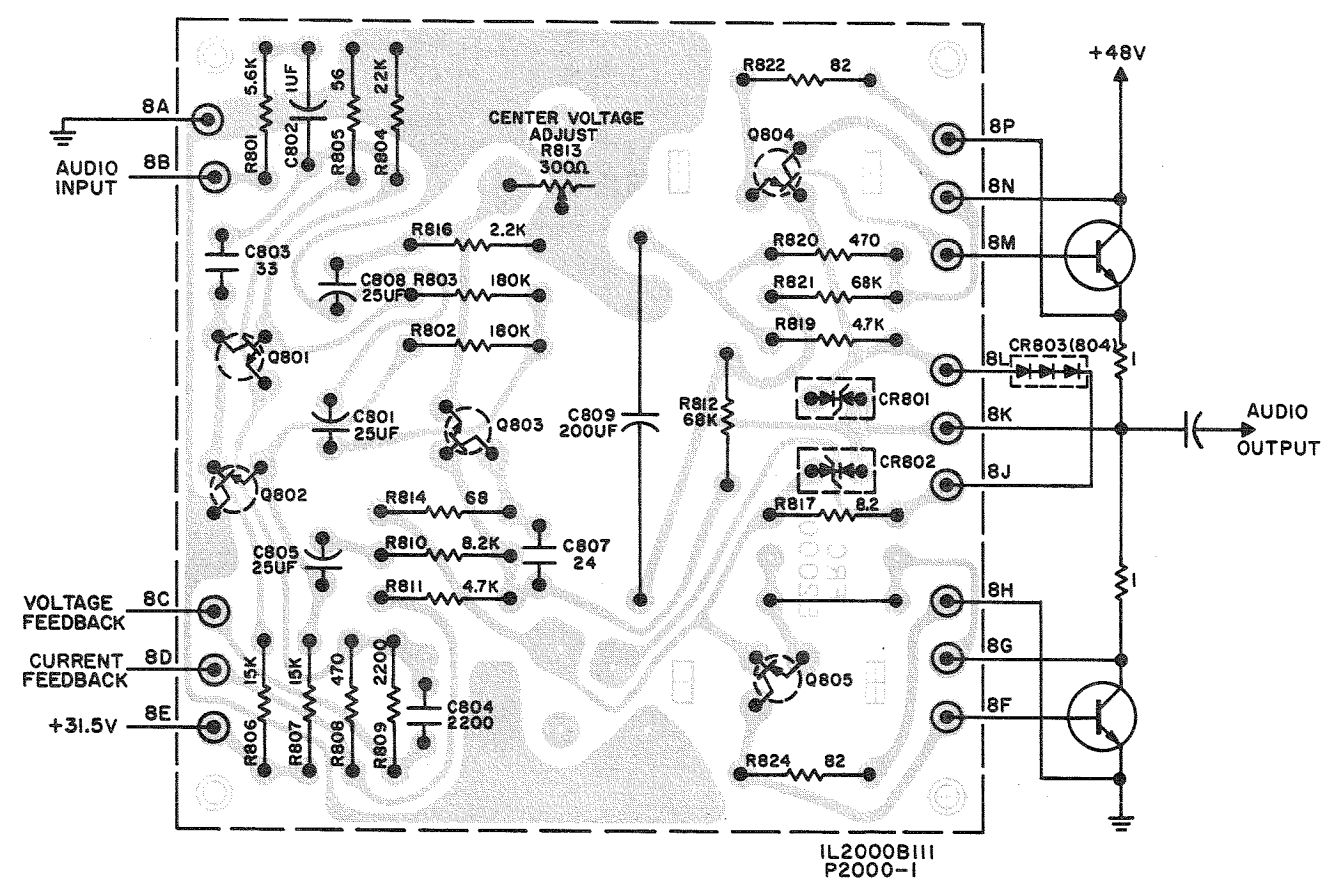 +48V
8A
AUDIO
INPUT
8B
R801
5.6K
C802
1UF
R805
56
R804
22K
CENTER VOLTAGE
ADJUST
R813
300Ω
R822 82
Q804
8P
8N
8M
C803
33
C808
25UF
R816 2.2K
R803 180K
R802 180K
R820 470
R821 68K
R819 4.7K
CR803(804)
8L
1
Q801
C801
25UF
Q803
C809
200UF
R812
68K
CR801
8K
AUDIO
OUTPUT
Q802
CR802
8J
R814 68
R817 8.2
C805
25UF
R810 8.2K
C807
24
R811 4.7K
1
VOLTAGE
FEEDBACK
8C
8H
CURRENT
FEEDBACK
8D
8G
+31.5V
8E
8F
R806
15K
R807
15K
R808
470
R809
2200
C804
2200
Q805
R824 82
IL2000B111
P2000-1